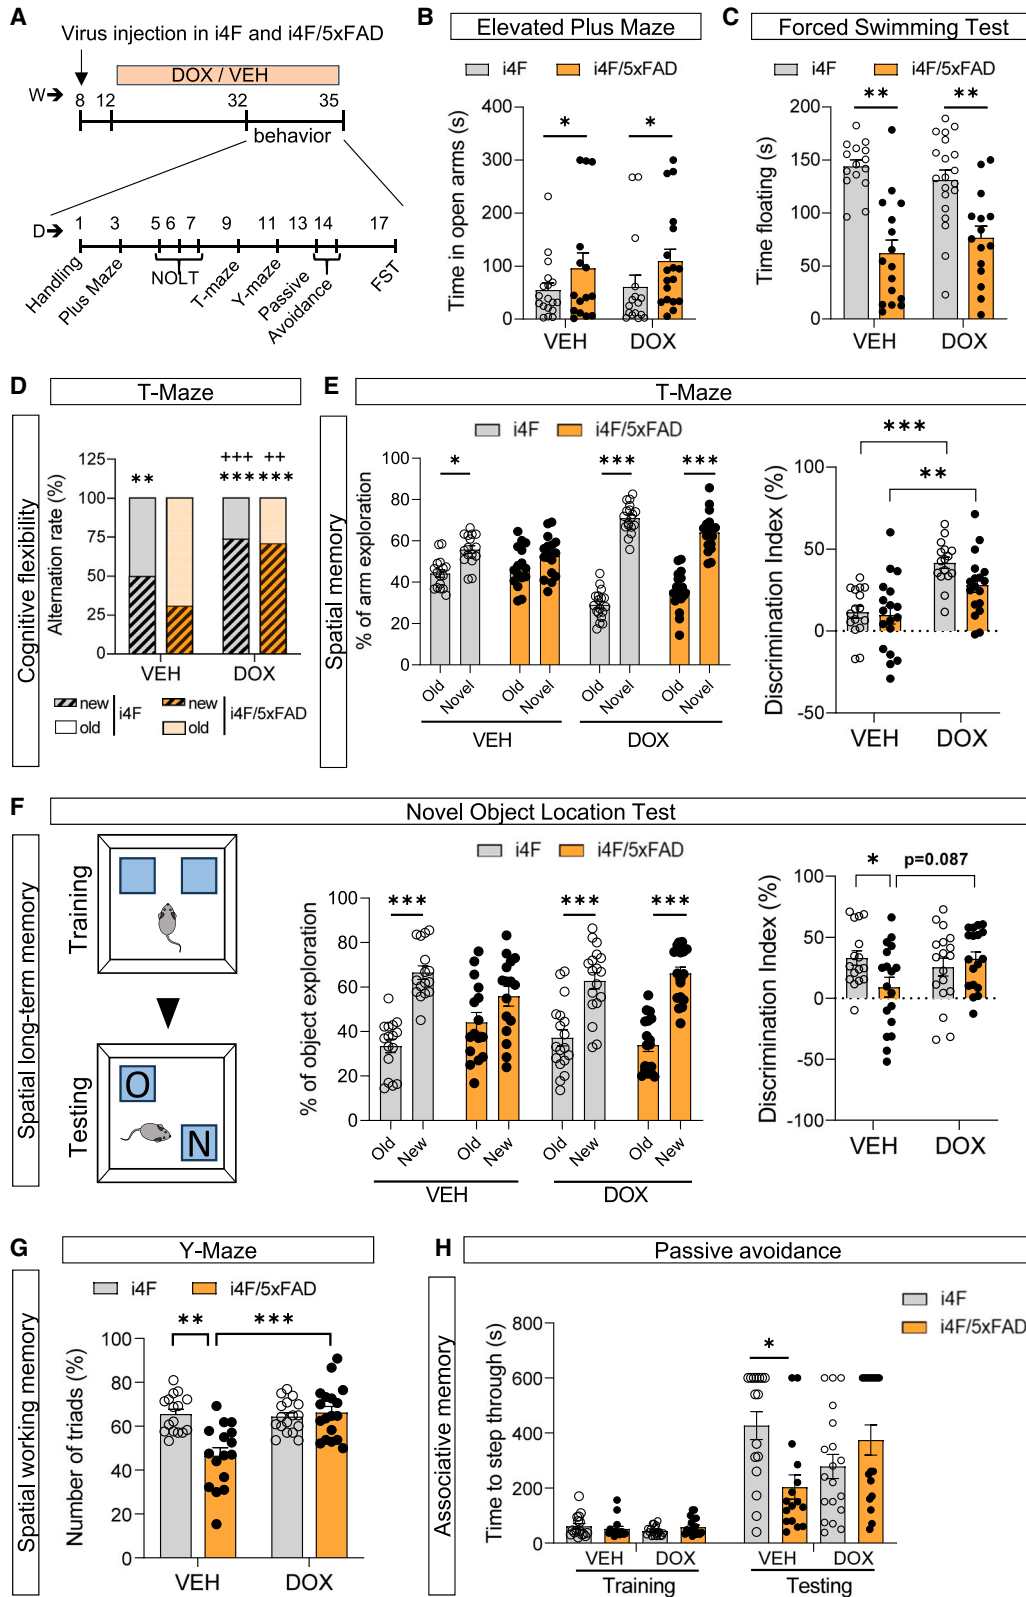 A
Virus injection in i4F and i4F/5xFAD
DOX / VEH
W→
8 12 32 35
behavior
D→
1 3 5 6 7 9 11 13 14 17
Handling
Plus Maze
NOLT
T-maze
Y-maze
Passive
Avoidance
FST
B
Elevated Plus Maze
i4F i4F/5xFAD
Time in open arms (s)
400
300
200
100
0
* *
VEH DOX
C
Forced Swimming Test
i4F i4F/5xFAD
Time floating (s)
200
150
100
50
0
** **
VEH DOX
D
T-Maze
Cognitive flexibility
Alternation rate (%)
125
100
75
50
25
0
+++ ++
** *** ***
VEH DOX
new i4F new i4F/5xFAD
old old
E
T-Maze
Spatial memory
i4F i4F/5xFAD
% of arm exploration
100
80
60
40
20
0
* *** ***
Old Novel Old Novel Old Novel Old Novel
VEH DOX
Discrimination Index (%)
100
50
0
-50
***
**
VEH DOX
F
Novel Object Location Test
Spatial long-term memory
Training
Testing
O
N
i4F i4F/5xFAD
% of object exploration
100
80
60
40
20
0
*** *** ***
Old New Old New Old New Old New
VEH DOX
Discrimination Index (%)
100
50
0
-50
-100
* p=0.087
VEH DOX
G
Y-Maze
Spatial working memory
i4F i4F/5xFAD
Number of triads (%)
100
80
60
40
20
0
** ***
VEH DOX
H
Passive avoidance
Associative memory
i4F
i4F/5xFAD
Time to step through (s)
800
600
400
200
0
*
VEH DOX VEH DOX
Training Testing